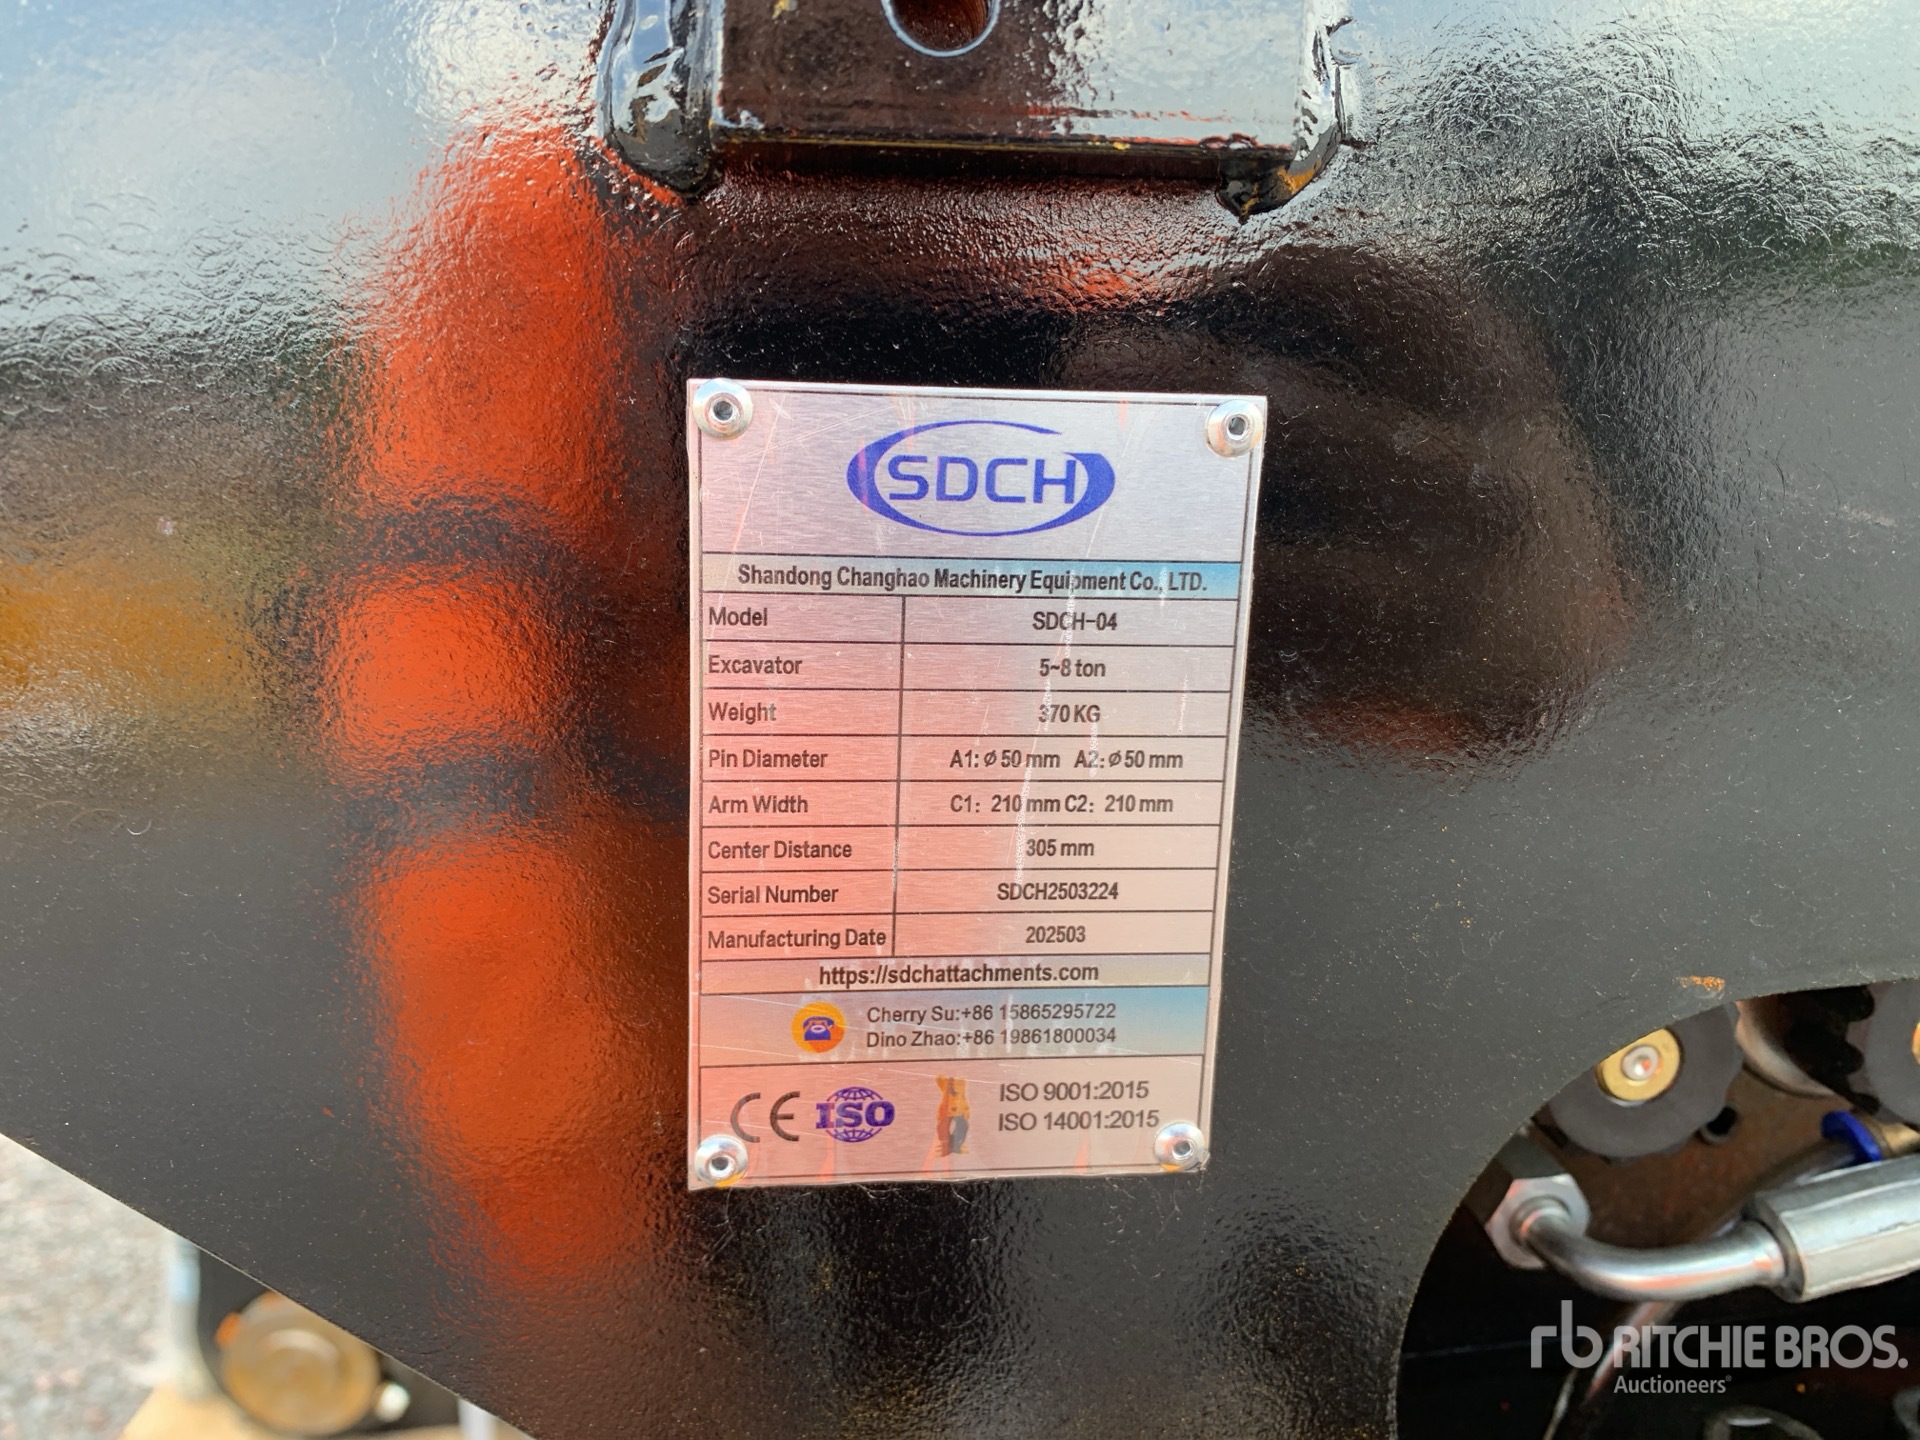 SDCH
Shandong Changhao Machinery Equipment Co., LTD.
Model SDCH-04
Excavator 5~8 ton
Weight 370 KG
Pin Diameter A1: Ø 50 mm A2: Ø 50 mm
Arm Width C1: 210 mm C2: 210 mm
Center Distance 305 mm
Serial Number SDCH2503224
Manufacturing Date 202503
https://sdchattachments.com
Cherry Su:+86 15865295722
Dino Zhao:+86 19861800034
CE ISO ISO 9001:2015
ISO 14001:2015
rb RITCHIE BROS.
Auctioneers®